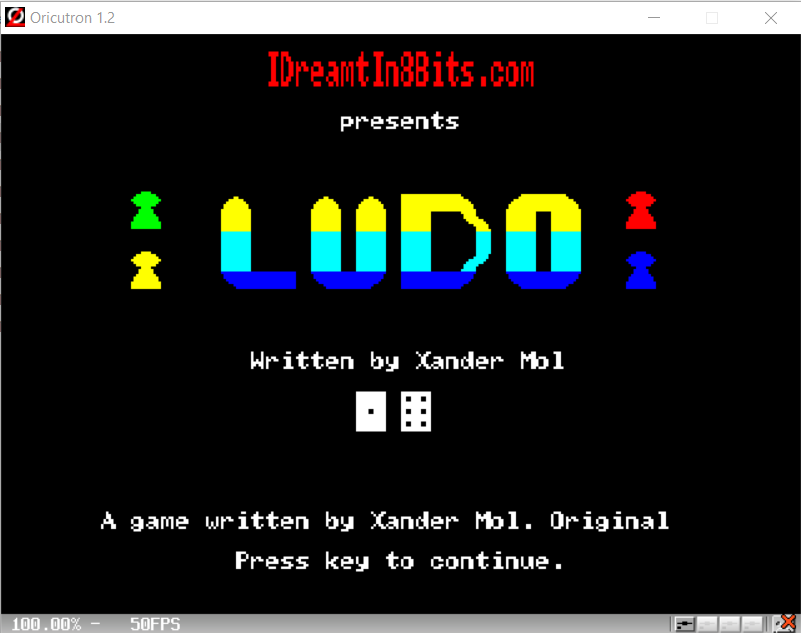 Oricutron 1.2
IDreamtIn8Bits.com
presents
LUDO
Written by Xander Mol
A game written by Xander Mol. Original
Press key to continue.
100.00% - 50FPS